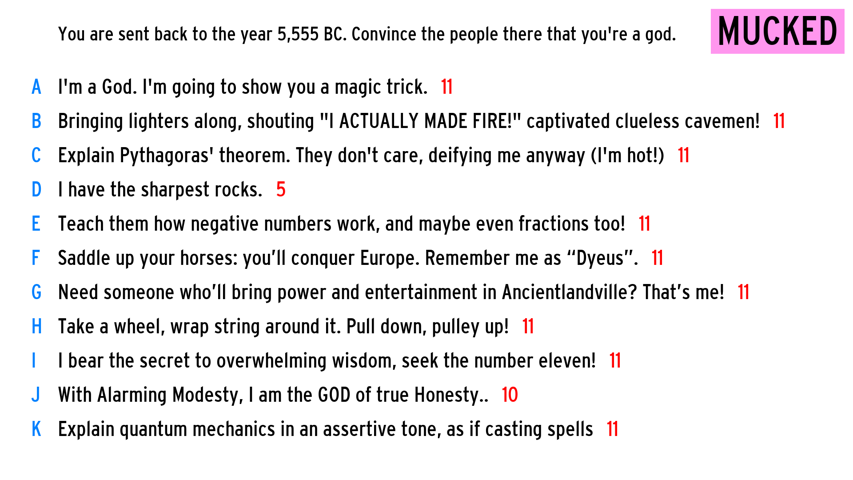 You are sent back to the year 5,555 BC. Convince the people there that you're a god.
MUCKED
A I'm a God. I'm going to show you a magic trick. 11
B Bringing lighters along, shouting "I ACTUALLY MADE FIRE!" captivated clueless cavemen! 11
C Explain Pythagoras' theorem. They don't care, deifying me anyway (I'm hot!) 11
D I have the sharpest rocks. 5
E Teach them how negative numbers work, and maybe even fractions too! 11
F Saddle up your horses: you’ll conquer Europe. Remember me as “Dyeus”. 11
G Need someone who’ll bring power and entertainment in Ancientlandville? That’s me! 11
H Take a wheel, wrap string around it. Pull down, pulley up! 11
I I bear the secret to overwhelming wisdom, seek the number eleven! 11
J With Alarming Modesty, I am the GOD of true Honesty.. 10
K Explain quantum mechanics in an assertive tone, as if casting spells 11